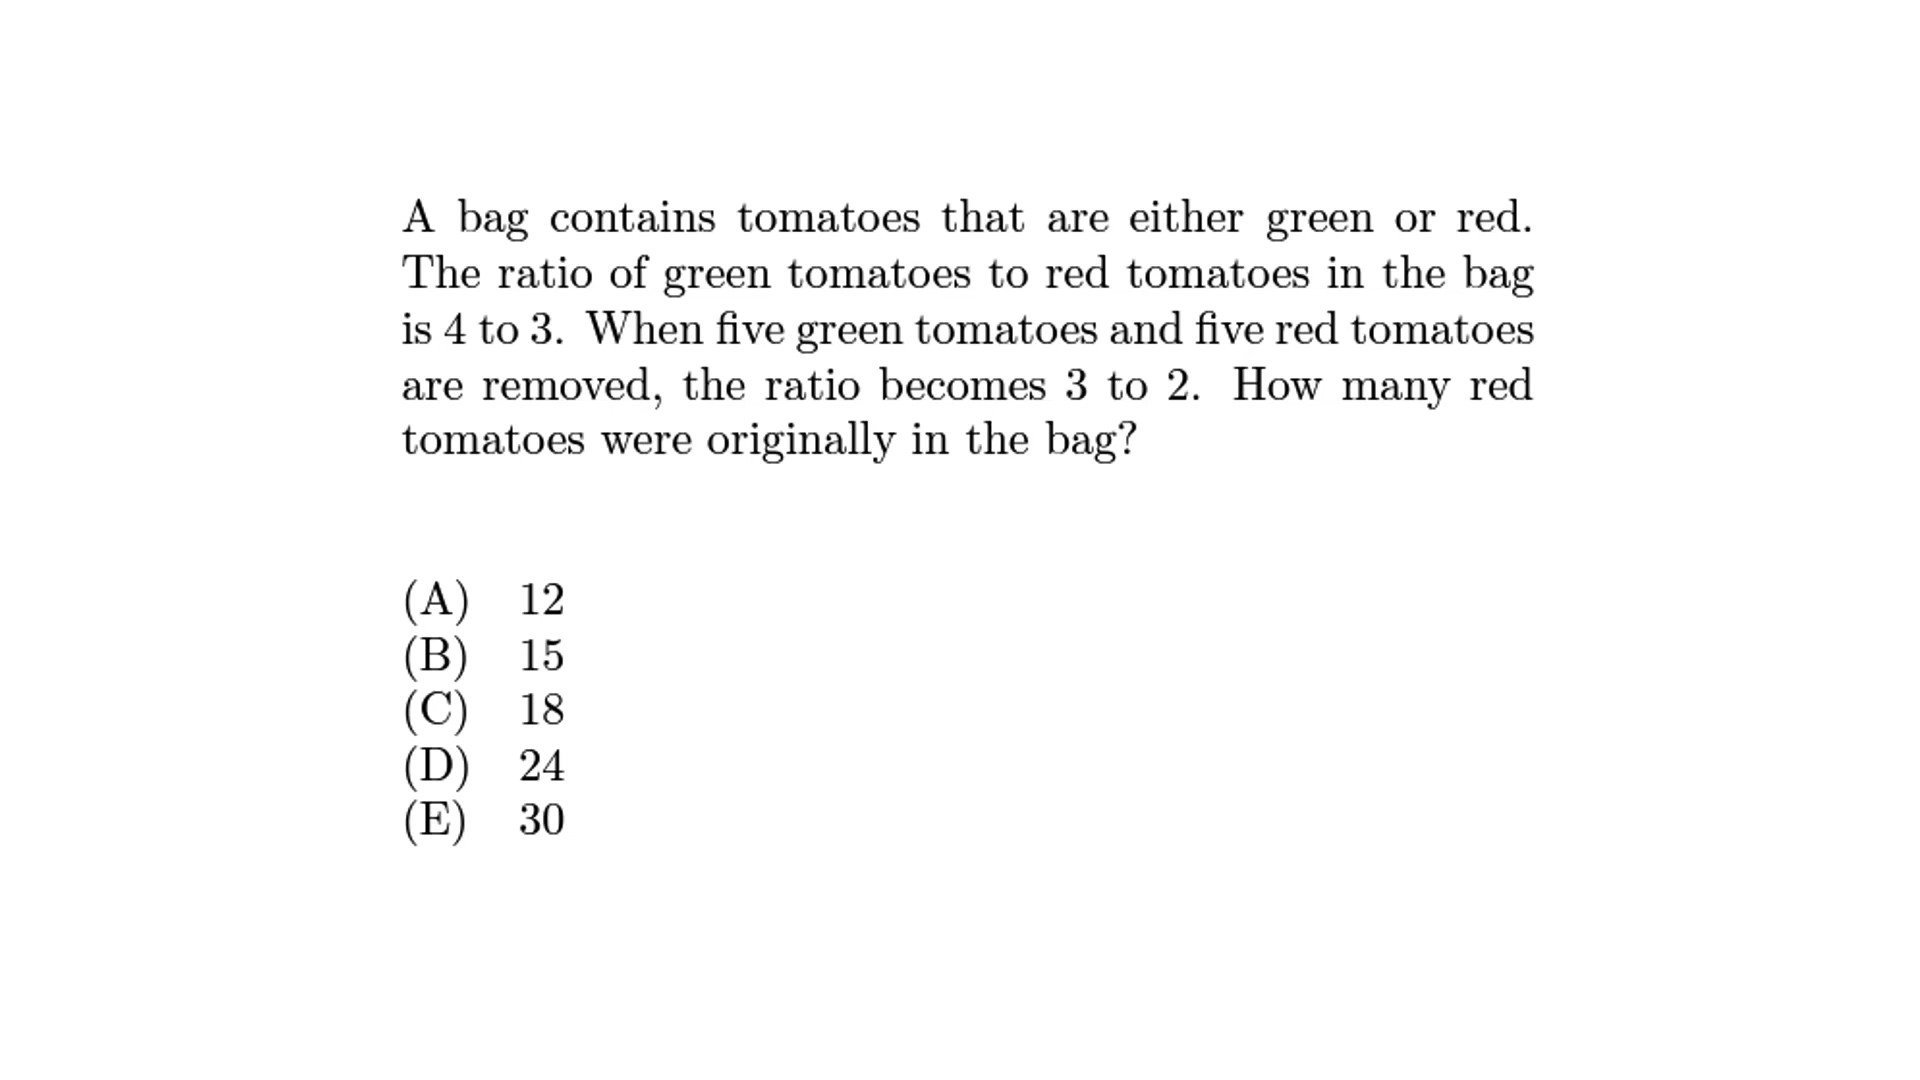 A bag contains tomatoes that are either green or red.
The ratio of green tomatoes to red tomatoes in the bag
is 4 to 3. When five green tomatoes and five red tomatoes
are removed, the ratio becomes 3 to 2. How many red
tomatoes were originally in the bag?
(A) 12
(B) 15
(C) 18
(D) 24
(E) 30